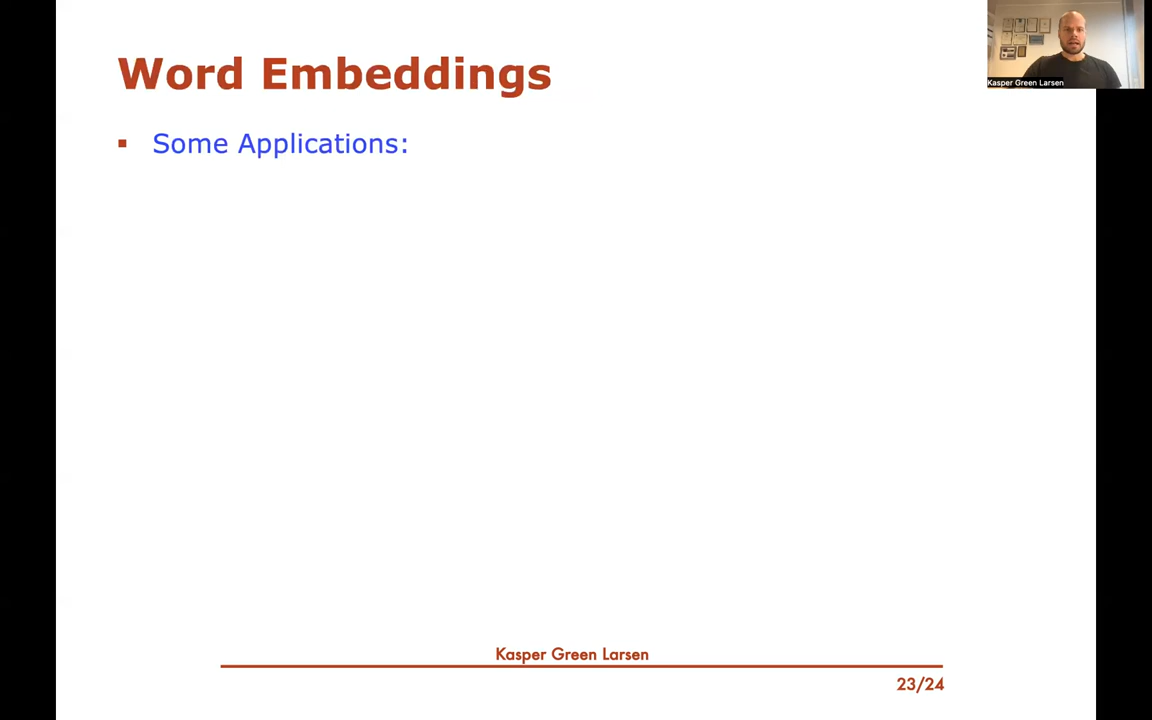 Word Embeddings
Kasper Green Larsen
▪ Some Applications:
Kasper Green Larsen
23/24